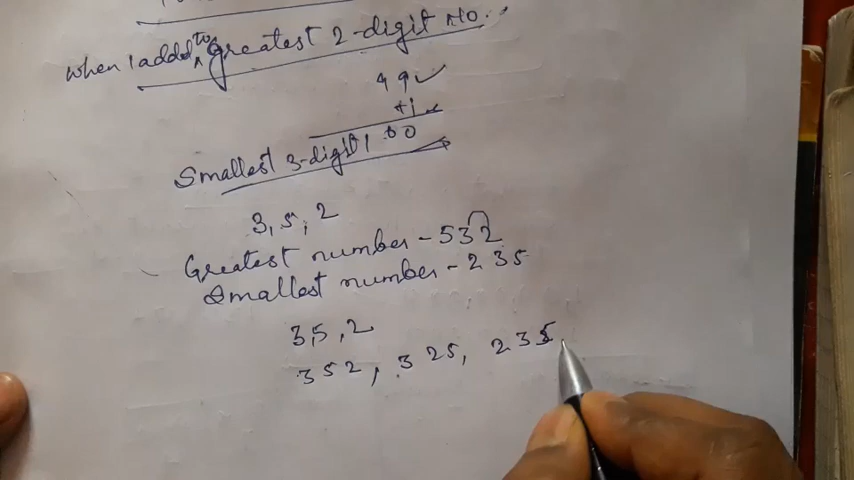 when 1 added to greatest 2-digit no.
99
+1
Smallest 3-digit 100
3, 5, 2
Greatest number - 532
Smallest number - 235
3,5,2
352, 325, 235